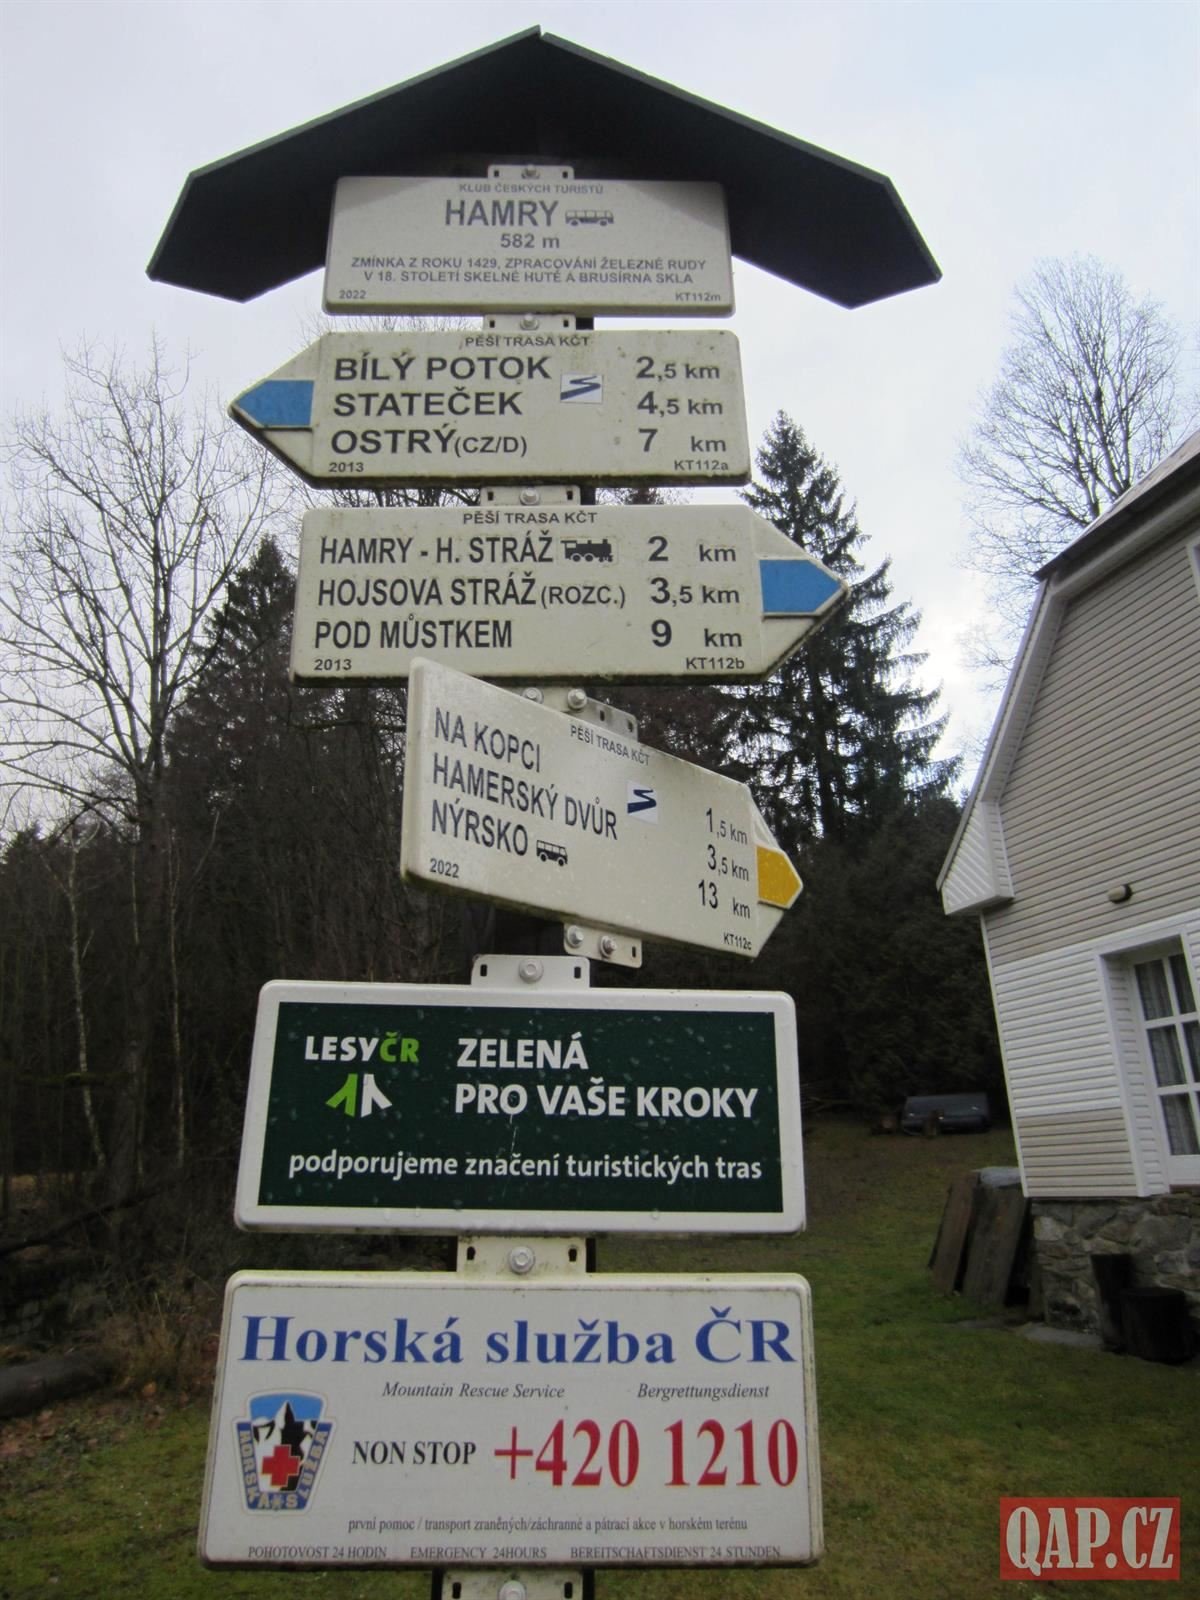 KLUB ČESKÝCH TURISTŮ
HAMRY
582 m
ZMÍNKA Z ROKU 1429, ZPRACOVÁNÍ ŽELEZNÉ RUDY
V 18. STOLETÍ SKELNÉ HUTĚ A BRUSÍRNA SKLA
2022 KT112m
PĚŠÍ TRASA KČT
BÍLÝ POTOK 2,5 km
STATEČEK 4,5 km
OSTRÝ(CZ/D) 7 km
2013 KT112a
PĚŠÍ TRASA KČT
HAMRY - H. STRÁŽ 2 km
HOJSOVA STRÁŽ(ROZC.) 3,5 km
POD MŮSTKEM 9 km
2013 KT112b
PĚŠÍ TRASA KČT
NA KOPCI 1,5 km
HAMERSKÝ DVŮR 3,5 km
NÝRSKO 13 km
2022 KT112c
LESYČR ZELENÁ
PRO VAŠE KROKY
podporujeme značení turistických tras
Horská služba ČR
Mountain Rescue Service Bergrettungsdienst
HORSKÁ SLUŽBA
NON STOP +420 1210
první pomoc / transport zraněných/záchranné a pátrací akce v horském terénu
POHOTOVOST 24 HODIN EMERGENCY 24HOURS BEREITSCHAFTSDIENST 24 STUNDEN
QAP.CZ